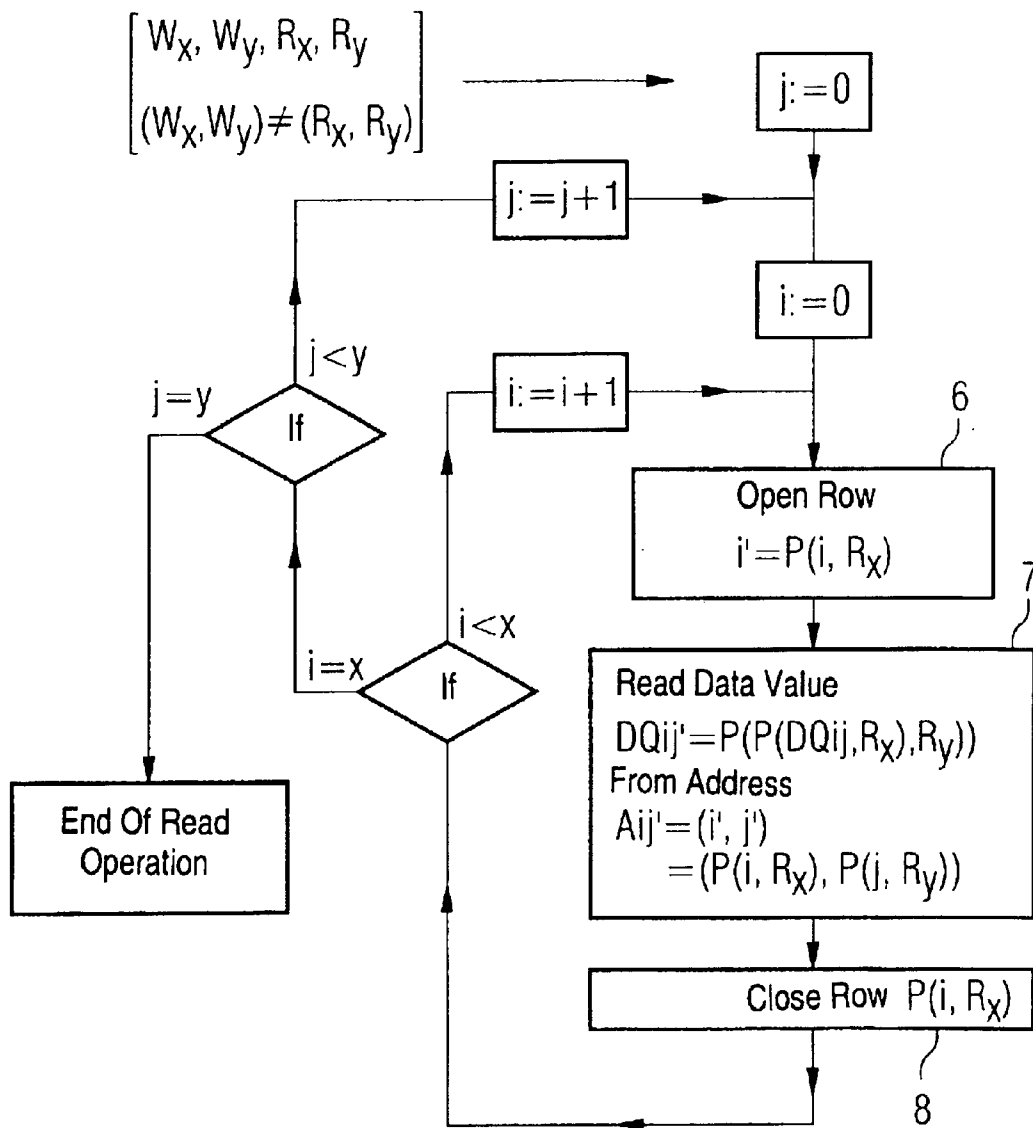 Wx, Wy, Rx, Ry
(Wx,Wy)≠(Rx, Ry)
j:=0
j:=j+1
i:=0
j<y
j=y
If
i:=i+1
6
Open Row
i'=P(i, Rx)
7
i<x
i=x
If
Read Data Value
DQij'=P(P(DQij,Rx),Ry))
From Address
Aij'=(i', j')
=(P(i, Rx), P(j, Ry))
End Of Read
Operation
Close Row P(i, Rx)
8